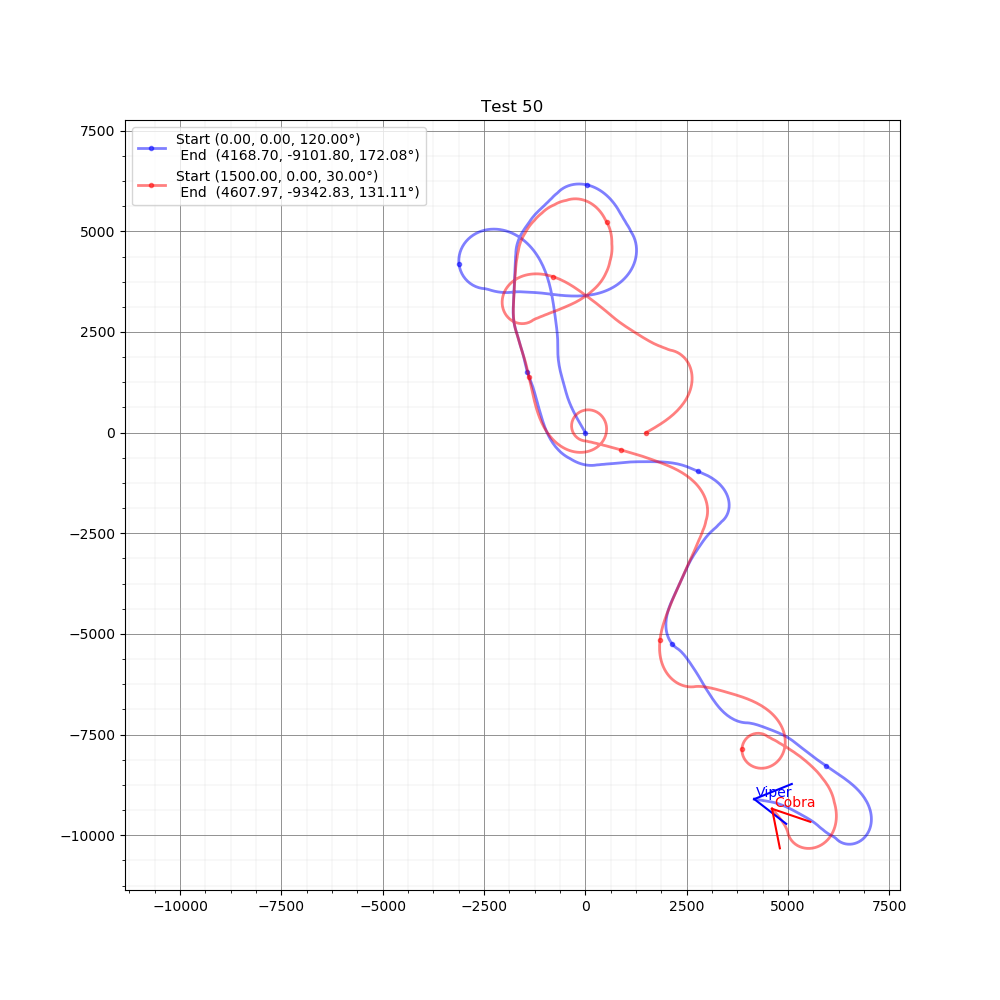 Test 50
Start (0.00, 0.00, 120.00°)
End  (4168.70, -9101.80, 172.08°)
Start (1500.00, 0.00, 30.00°)
End  (4607.97, -9342.83, 131.11°)
7500
5000
2500
0
−2500
−5000
−7500
−10000
Viper
Cobra
−10000 −7500 −5000 −2500 0 2500 5000 7500